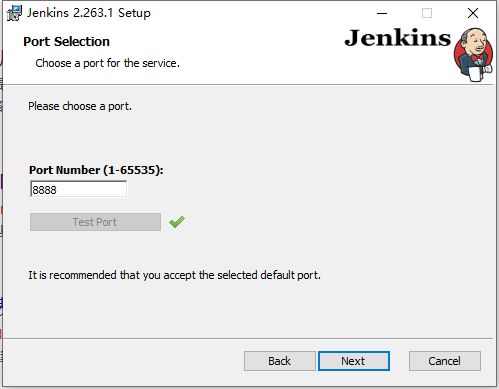 Jenkins 2.263.1 Setup
Port Selection
Choose a port for the service.
Jenkins
Please choose a port.
Port Number (1-65535):
8888
Test Port
It is recommended that you accept the selected default port.
Back
Next
Cancel